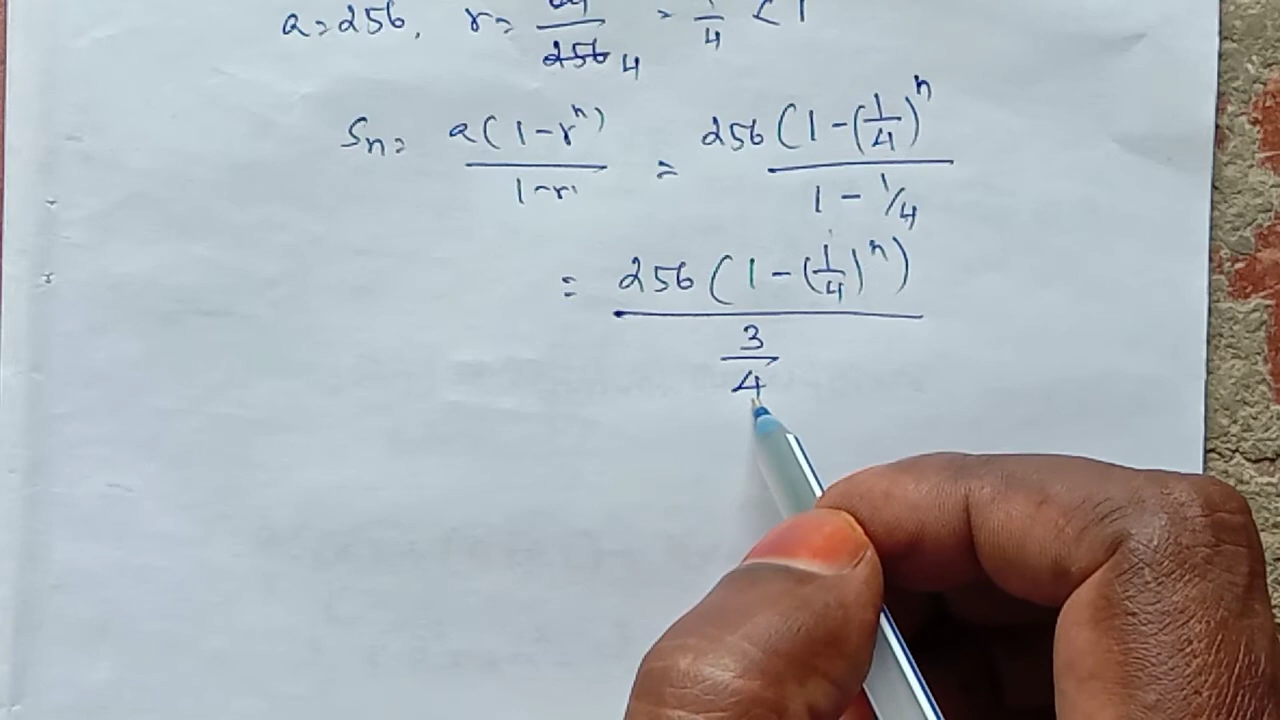 a=256, r= 64/256 4 = 1/4 < 1
Sn= a(1-r^n)/1-r = 256(1-(1/4)^n/1-1/4
= 256(1-(1/4)^n)/3/4